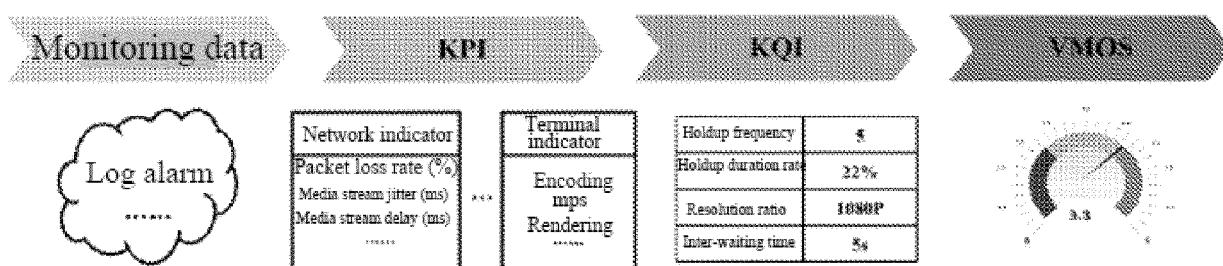 Monitoring data
KPI
KQI
VMOS
Log alarm
......
Network indicator
Packet loss rate (%)
Media stream jitter (ms)
Media stream delay (ms)
......
...
Terminal
indicator
Encoding
mps
Rendering
......
Holdup frequency
Holdup duration rate
22%
Resolution ratio
1080P
Inter-waiting time
5s
3.3